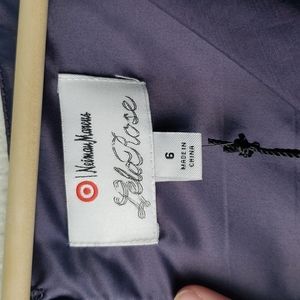 Neiman Marcus
Lela Rose
6
MADE IN
CHINA